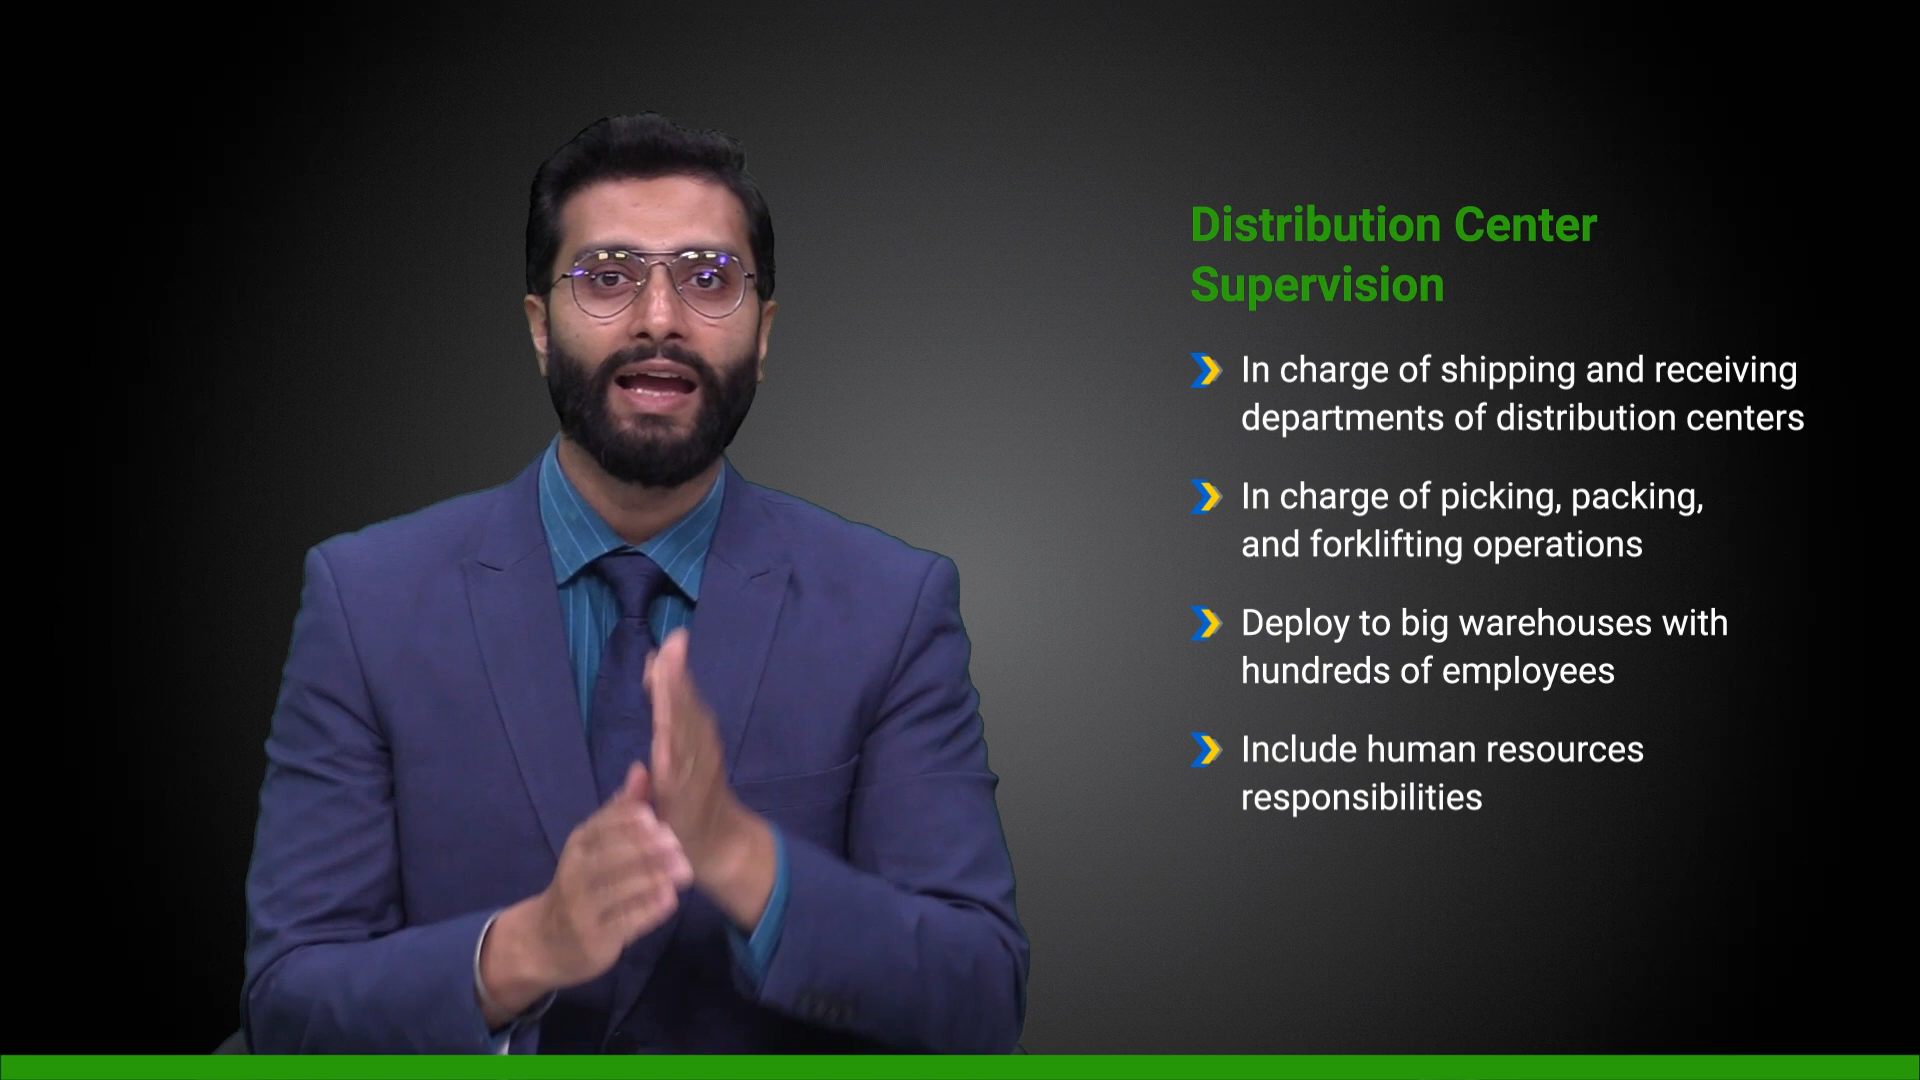 Distribution Center
Supervision
In charge of shipping and receiving
departments of distribution centers
In charge of picking, packing,
and forklifting operations
Deploy to big warehouses with
hundreds of employees
Include human resources
responsibilities